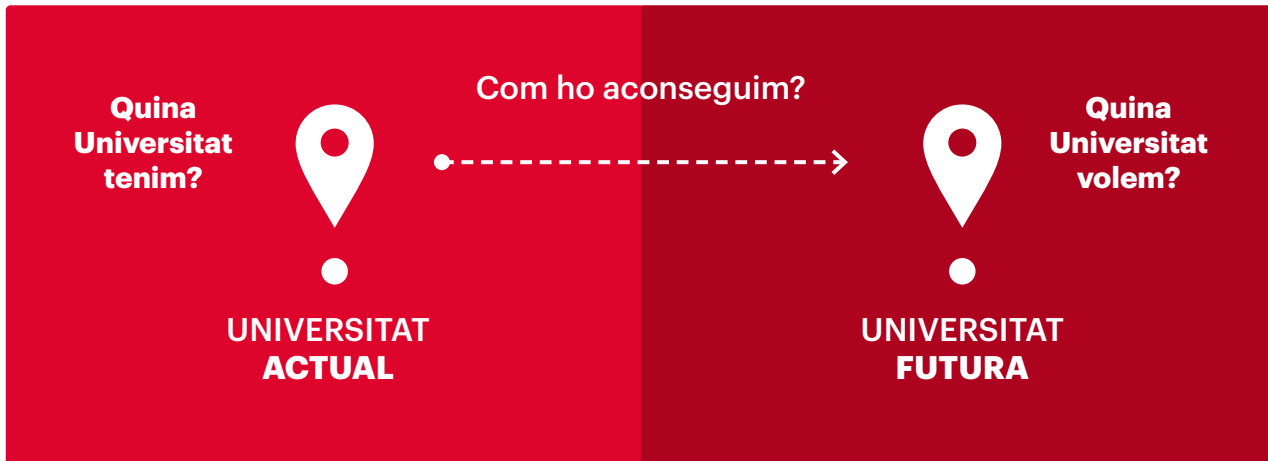 Com ho aconseguim?
Quina
Universitat
tenim?
Quina
Universitat
volem?
UNIVERSITAT
ACTUAL
UNIVERSITAT
FUTURA